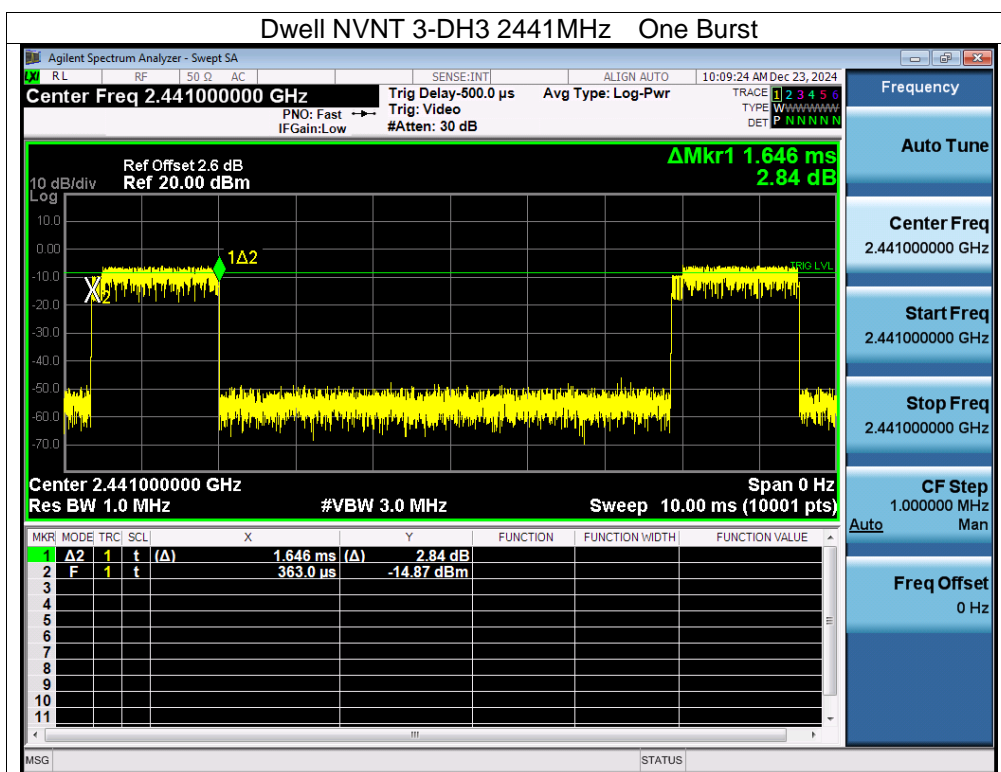 Dwell NVNT 3-DH3 2441MHz One Burst
Agilent Spectrum Analyzer - Swept SA
LXI RL RF 50 Ω AC SENSE:INT ALIGN AUTO 10:09:24 AM Dec 23, 2024
Center Freq 2.441000000 GHz Trig Delay-500.0 µs Avg Type: Log-Pwr TRACE 1 2 3 4 5 6
PNO: Fast Trig: Video TYPE WWWWWW
IFGain:Low #Atten: 30 dB DET P N N N N N
Frequency
Auto Tune
Center Freq
2.441000000 GHz
Start Freq
2.441000000 GHz
Stop Freq
2.441000000 GHz
CF Step
1.000000 MHz
Auto Man
Freq Offset
0 Hz
ΔMkr1 1.646 ms
2.84 dB
Ref Offset 2.6 dB
10 dB/div Ref 20.00 dBm
Log
10.0
0.00
-10.0
-20.0
-30.0
-40.0
-50.0
-60.0
-70.0
1Δ2
2
TRIG LVL
Center 2.441000000 GHz Span 0 Hz
Res BW 1.0 MHz #VBW 3.0 MHz Sweep 10.00 ms (10001 pts)
MKR MODE TRC SCL X Y FUNCTION FUNCTION WIDTH FUNCTION VALUE
1 Δ2 1 t (Δ) 1.646 ms (Δ) 2.84 dB
2 F 1 t 363.0 µs -14.87 dBm
3
4
5
6
7
8
9
10
11
MSG STATUS